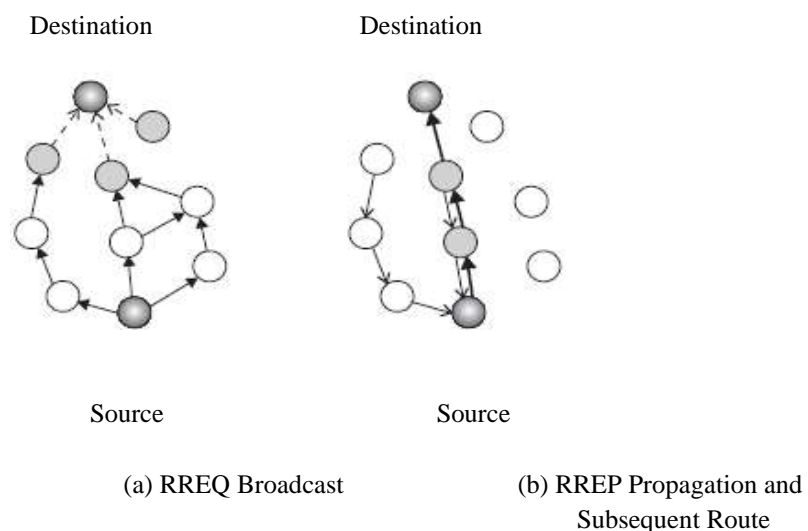 Destination
Destination
Source
Source
(a) RREQ Broadcast
(b) RREP Propagation and
Subsequent Route